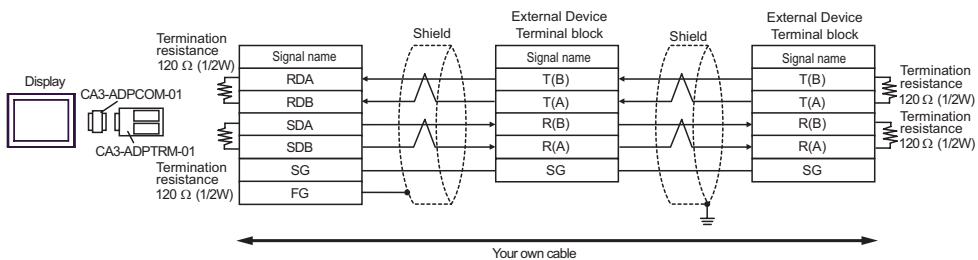 Display
CA3-ADPCOM-01
CA3-ADPTRM-01
Termination
resistance
120 Ω (1/2W)
Termination
resistance
120 Ω (1/2W)
Signal name
RDA
RDB
SDA
SDB
SG
FG
Shield
External Device
Terminal block
Signal name
T(B)
T(A)
R(B)
R(A)
SG
Shield
External Device
Terminal block
Signal name
T(B)
T(A)
R(B)
R(A)
SG
Termination
resistance
120 Ω (1/2W)
Termination
resistance
120 Ω (1/2W)
Your own cable